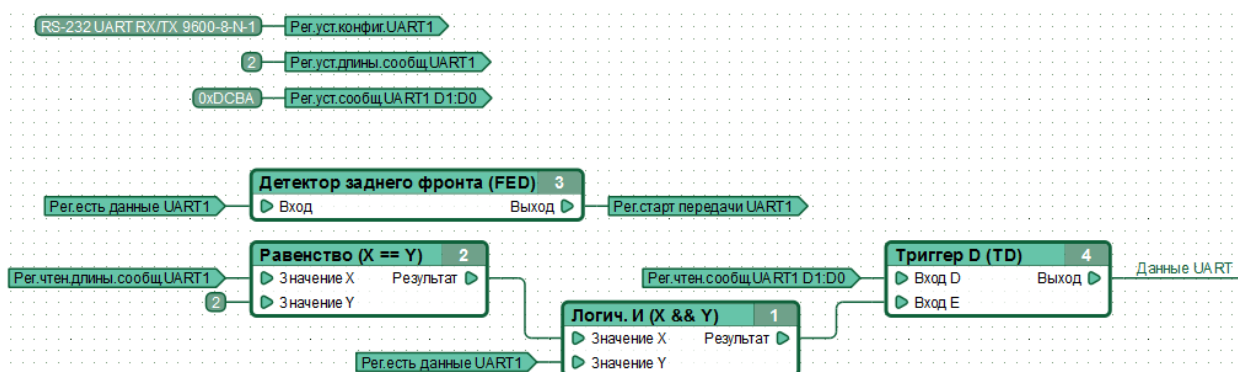 RS-232 UART RX/TX 9600-8-N-1 Рег.уст.конфиг.UART1
2 Рег.уст.длины.сообщ.UART1
0xDCBA Рег.уст.сообщ.UART1 D1:D0
Детектор заднего фронта (FED) 3
Рег.есть данные UART1 Вход Выход Рег.старт передачи UART1
Равенство (X == Y) 2
Рег.чтен.длины.сообщ.UART1 Значение X Результат
2 Значение Y
Триггер D (TD) 4
Рег.чтен.сообщ.UART1 D1:D0 Вход D Выход Данные UART
Вход E
Логич. И (X && Y) 1
Значение X Результат
Рег.есть данные UART1 Значение Y